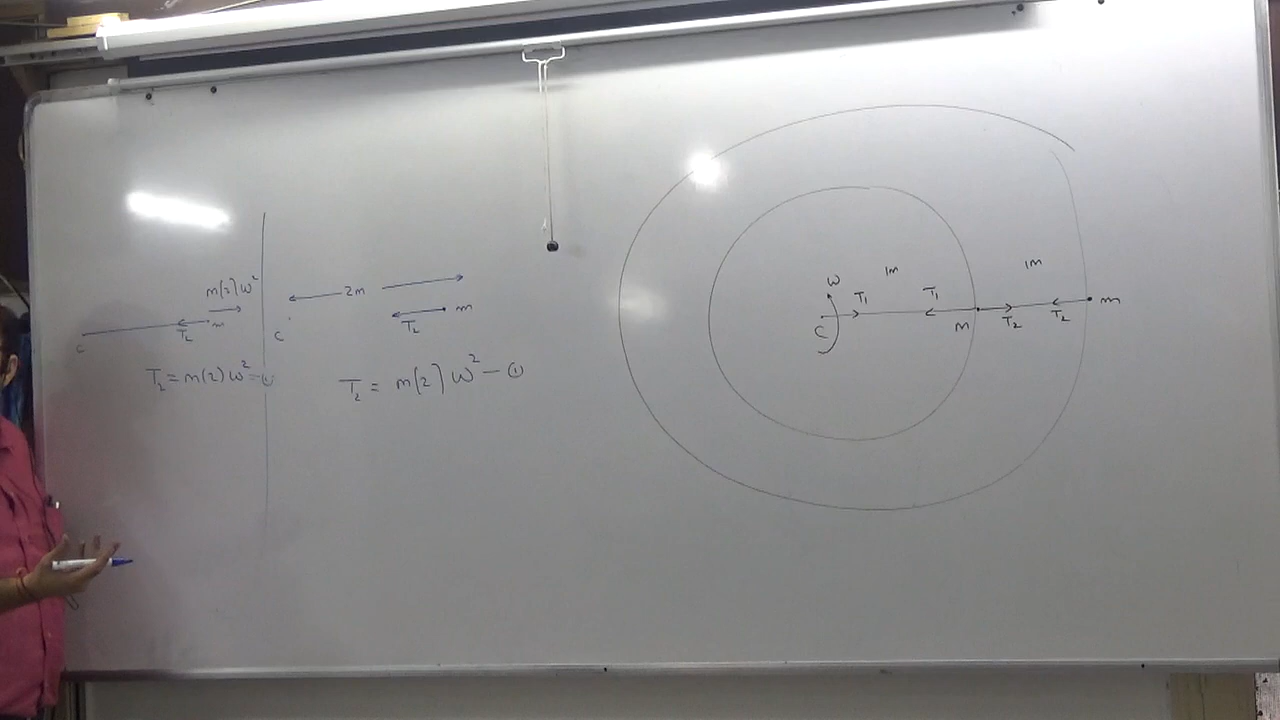 m(2)ω²
T₂
m
C
T₂ = m(2)ω² - ①
2m
C
T₂
m
T₂ = m(2)ω² - ①
ω
1m
1m
T₁
T₁
C
m
T₂
T₂
m